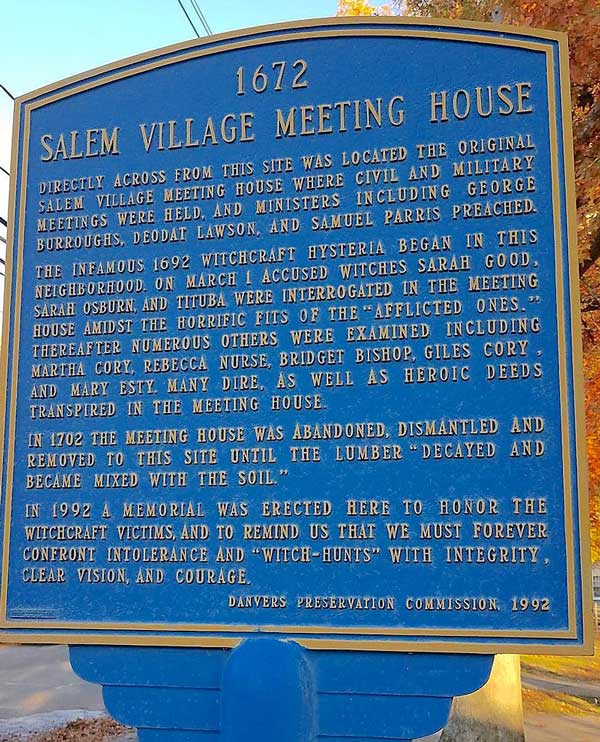 1672
SALEM VILLAGE MEETING HOUSE
DIRECTLY ACROSS FROM THIS SITE WAS LOCATED THE ORIGINAL
SALEM VILLAGE MEETING HOUSE WHERE CIVIL AND MILITARY
MEETINGS WERE HELD, AND MINISTERS INCLUDING GEORGE
BURROUGHS, DEODAT LAWSON, AND SAMUEL PARRIS PREACHED.
THE INFAMOUS 1692 WITCHCRAFT HYSTERIA BEGAN IN THIS
NEIGHBORHOOD. ON MARCH 1 ACCUSED WITCHES SARAH GOOD,
SARAH OSBURN, AND TITUBA WERE INTERROGATED IN THE MEETING
HOUSE AMIDST THE HORRIFIC FITS OF THE "AFFLICTED ONES."
THEREAFTER NUMEROUS OTHERS WERE EXAMINED INCLUDING
MARTHA CORY, REBECCA NURSE, BRIDGET BISHOP, GILES CORY,
AND MARY ESTY. MANY DIRE, AS WELL AS HEROIC DEEDS
TRANSPIRED IN THE MEETING HOUSE.
IN 1702 THE MEETING HOUSE WAS ABANDONED, DISMANTLED AND
REMOVED TO THIS SITE UNTIL THE LUMBER "DECAYED AND
BECAME MIXED WITH THE SOIL."
IN 1992 A MEMORIAL WAS ERECTED HERE TO HONOR THE
WITCHCRAFT VICTIMS, AND TO REMIND US THAT WE MUST FOREVER
CONFRONT INTOLERANCE AND "WITCH-HUNTS" WITH INTEGRITY,
CLEAR VISION, AND COURAGE.
DANVERS PRESERVATION COMMISSION, 1992